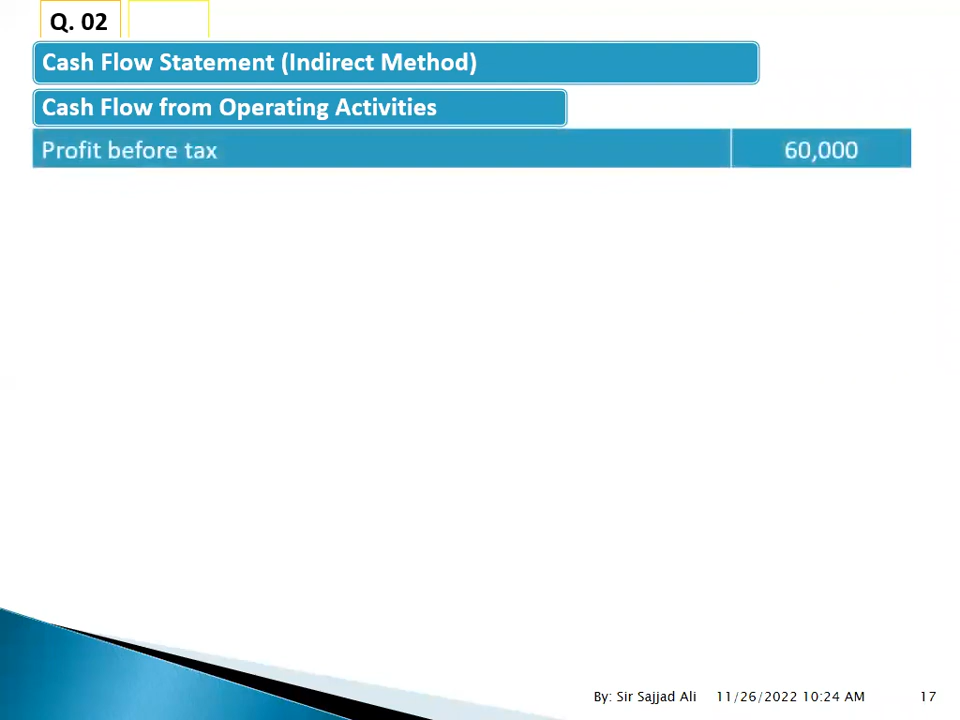 Q. 02
Cash Flow Statement (Indirect Method)
Cash Flow from Operating Activities
Profit before tax 60,000
By: Sir Sajjad Ali 11/26/2022 10:24 AM 17